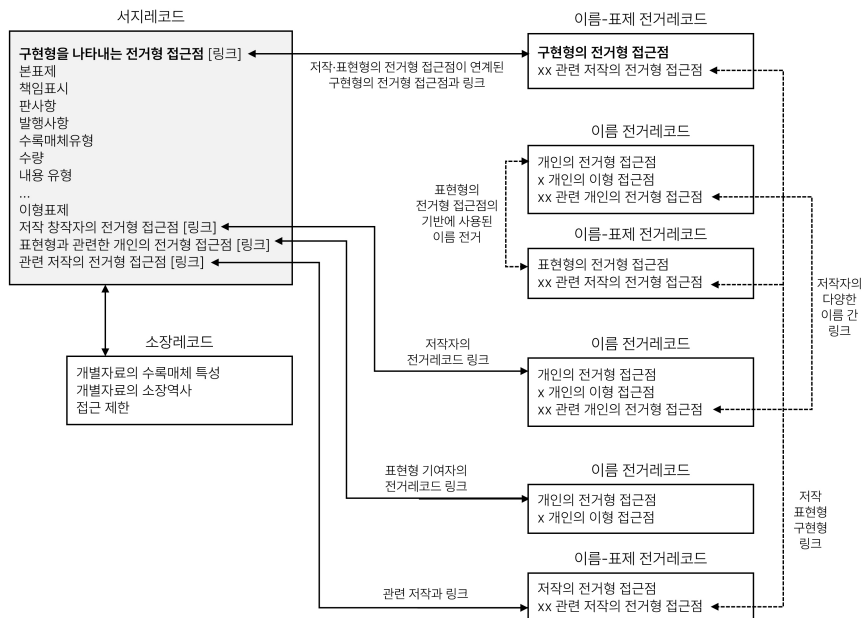 서지레코드
구현형을 나타내는 전거형 접근점 [링크]
본표제
책임표시
판사항
발행사항
수록매체유형
수량
내용 유형
...
이형표제
저작 창작자의 전거형 접근점 [링크]
표현형과 관련한 개인의 전거형 접근점 [링크]
관련 저작의 전거형 접근점 [링크]
소장레코드
개별자료의 수록매체 특성
개별자료의 소장역사
접근 제한
저작·표현형의 전거형 접근점이 연계된
구현형의 전거형 접근점과 링크
표현형의
전거형 접근점의
기반에 사용된
이름 전거
저작자의
전거레코드 링크
표현형 기여자의
전거레코드 링크
관련 저작과 링크
이름-표제 전거레코드
구현형의 전거형 접근점
xx 관련 저작의 전거형 접근점
이름 전거레코드
개인의 전거형 접근점
x 개인의 이형 접근점
xx 관련 개인의 전거형 접근점
이름-표제 전거레코드
표현형의 전거형 접근점
xx 관련 저작의 전거형 접근점
이름 전거레코드
개인의 전거형 접근점
x 개인의 이형 접근점
xx 관련 개인의 전거형 접근점
이름 전거레코드
개인의 전거형 접근점
x 개인의 이형 접근점
이름-표제 전거레코드
저작의 전거형 접근점
xx 관련 저작의 전거형 접근점
저작자의
다양한
이름 간
링크
저작
표현형
구현형
링크